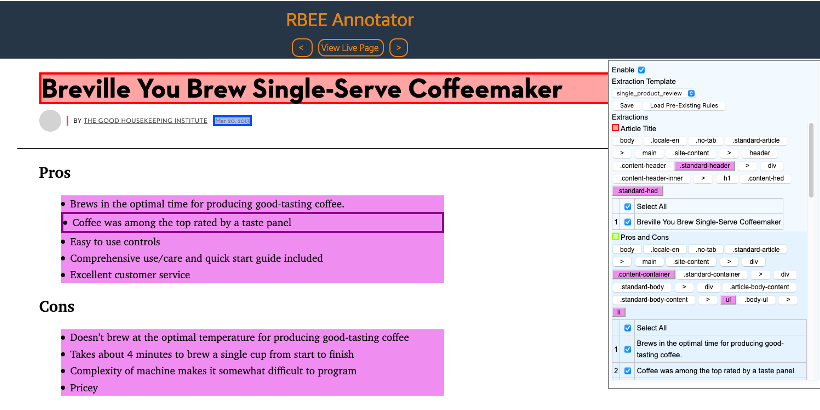 RBEE Annotator
< View Live Page >
Breville You Brew Single-Serve Coffeemaker
BY THE GOOD HOUSEKEEPING INSTITUTE
Pros
Brews in the optimal time for producing good-tasting coffee.
Coffee was among the top rated by a taste panel
Easy to use controls
Comprehensive use/care and quick start guide included
Excellent customer service
Cons
Doesn't brew at the optimal temperature for producing good-tasting coffee
Takes about 4 minutes to brew a single cup from start to finish
Complexity of machine makes it somewhat difficult to program
Pricey
Enable
Extraction Template
single_product_review
Save Load Pre-Existing Rules
Extractions
Article Title
body .locale-en .no-tab .standard-article
> main .site-content > header
.content-header .standard-header > div
.content-header-inner > h1 .content-hed
.standard-hed
Select All
1 Breville You Brew Single-Serve Coffeemaker
Pros and Cons
body .locale-en .no-tab .standard-article
> main .site-content > div
.content-container .standard-container > div
.standard-body > div .article-body-content
.standard-body-content > ul .body-ul >
li
Select All
1 Brews in the optimal time for producing good-
tasting coffee.
2 Coffee was among the top rated by a taste panel